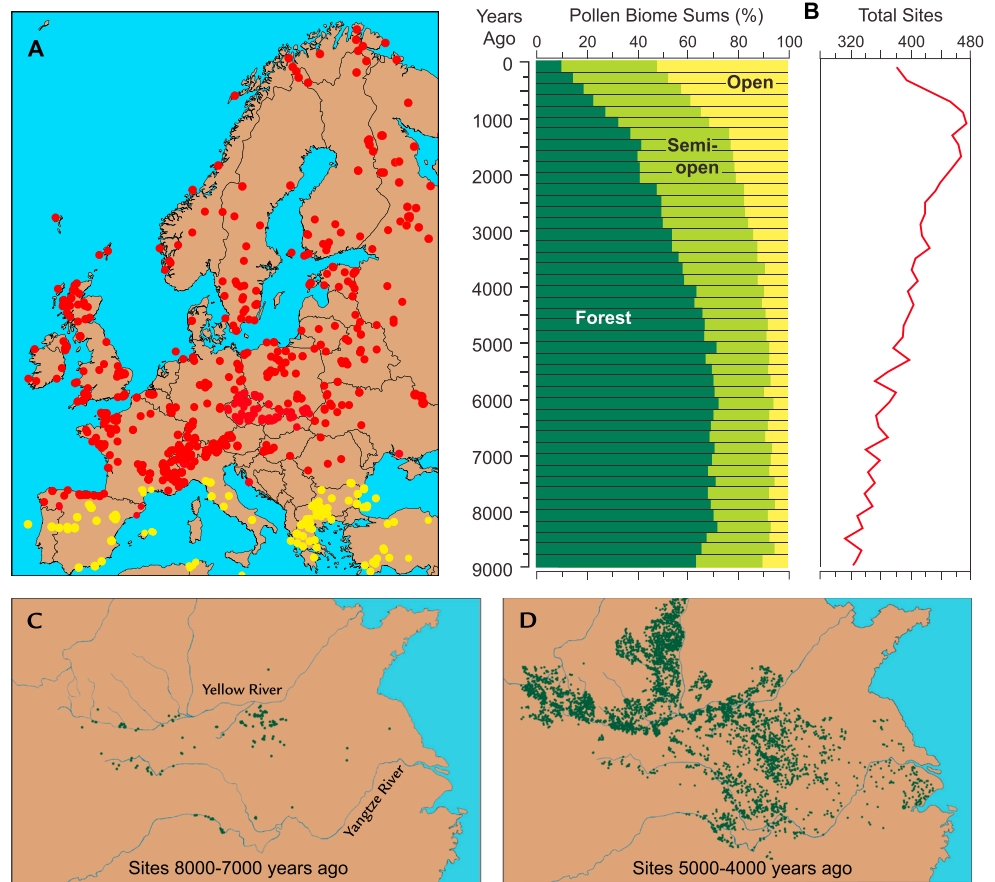 A
Years Ago
Pollen Biome Sums (%)
0 20 40 60 80 100
0
1000
2000
3000
4000
5000
6000
7000
8000
9000
Open
Semi-
open
Forest
B
Total Sites
320 400 480
C
Yellow River
Yangtze River
Sites 8000-7000 years ago
D
Sites 5000-4000 years ago